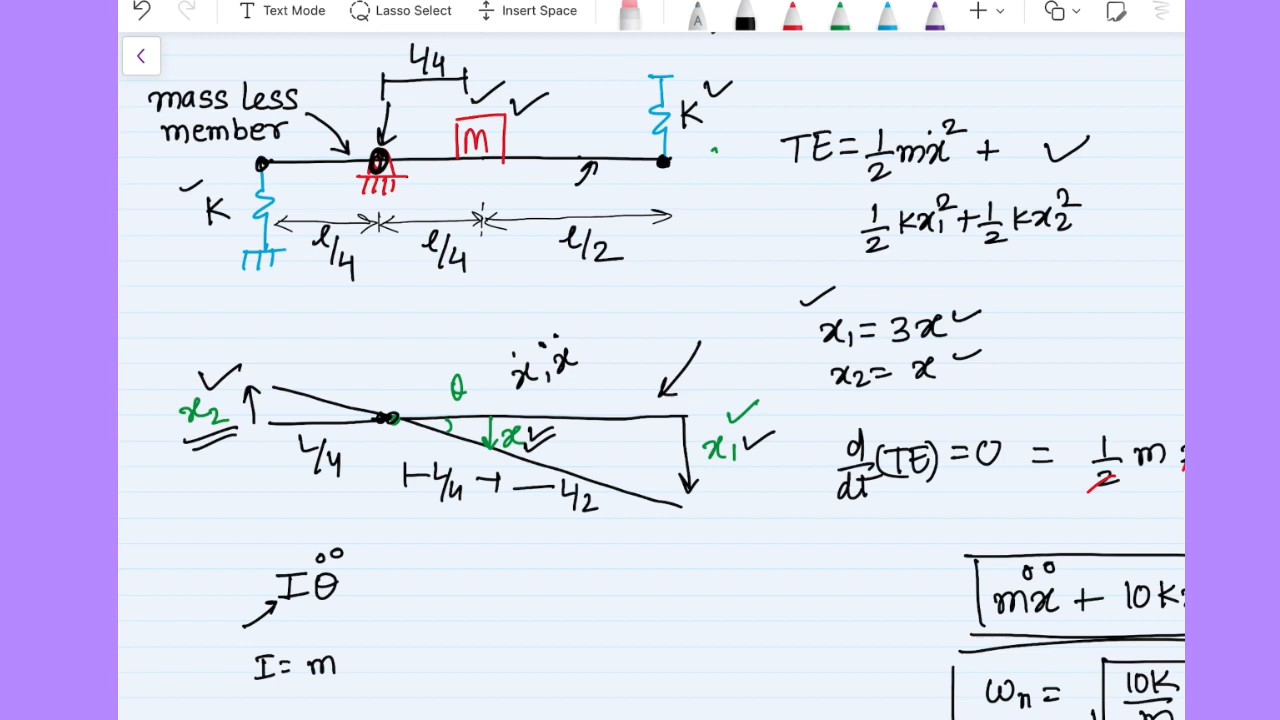 Text Mode Lasso Select Insert Space
L/4
mass less
member
m
K
K
l/4 l/4 l/2
TE = 1/2 mẋ² +
1/2 Kx₁² + 1/2 Kx₂²
x₁ = 3x
x₂ = x
θ ẋ, ẍ
x₂ x x₁
L/4 L/4 L/2
d/dt (TE) = 0 = 1/2 m
Iθ̈
I = m
mẍ + 10K
ωₙ = √10K/m